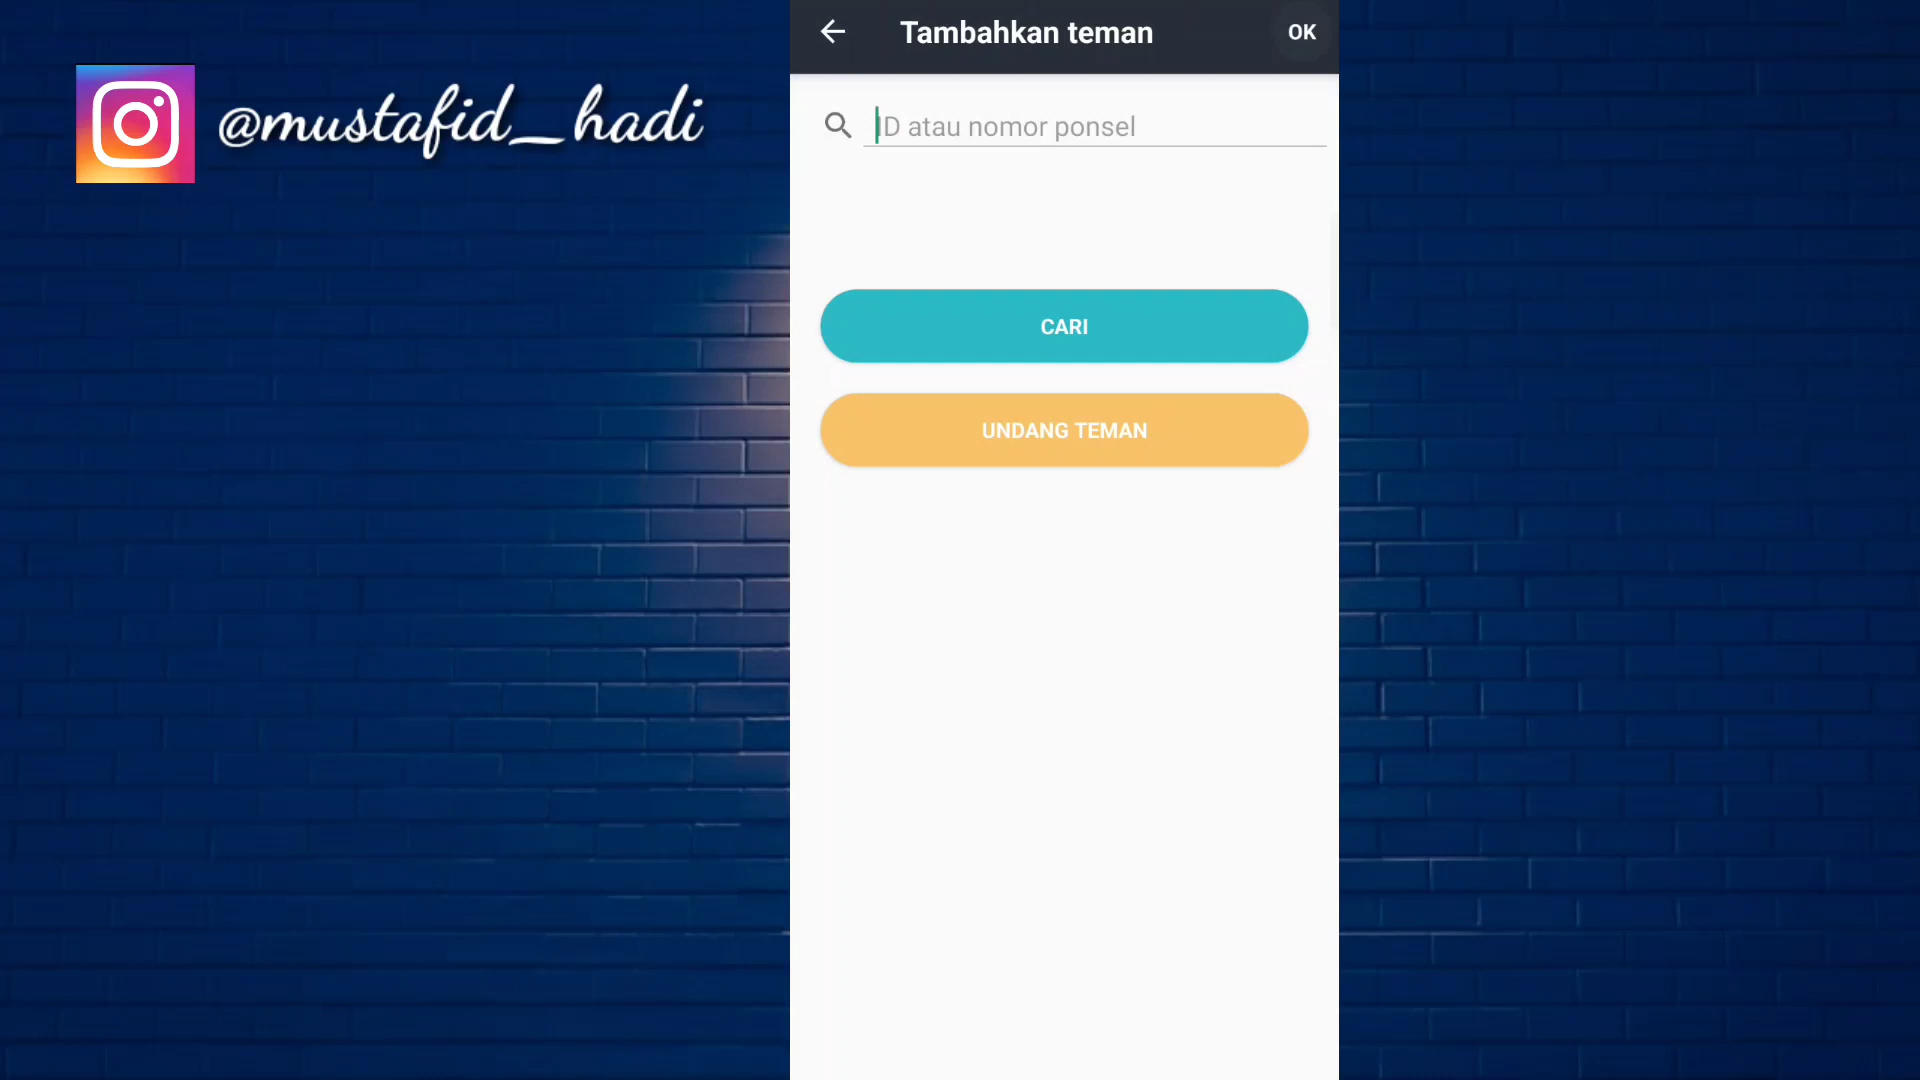 @mustafid_hadi
Tambahkan teman
OK
ID atau nomor ponsel
CARI
UNDANG TEMAN